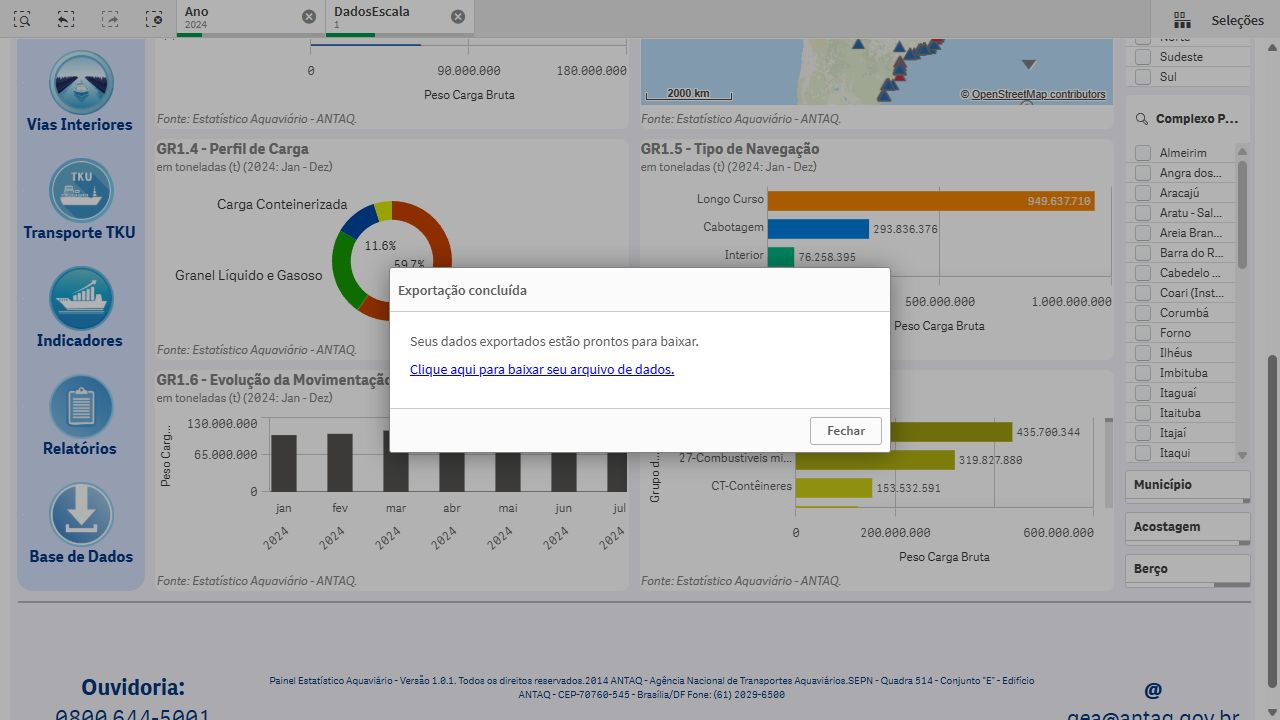 Ano
2024
DadosEscala
1
Seleções
Vias Interiores
Transporte TKU
TKU
Indicadores
Relatórios
Base de Dados
0
90.000.000
180.000.000
Peso Carga Bruta
Fonte: Estatístico Aquaviário - ANTAQ.
2000 km
© OpenStreetMap contributors
Fonte: Estatístico Aquaviário - ANTAQ.
GR1.4 - Perfil de Carga
em toneladas (t) (2024: Jan - Dez)
Carga Conteinerizada
11.6%
59.7%
Granel Líquido e Gasoso
Fonte: Estatístico Aquaviário - ANTAQ.
GR1.5 - Tipo de Navegação
em toneladas (t) (2024: Jan - Dez)
Longo Curso
949.637.710
Cabotagem
293.836.376
Interior
76.258.395
500.000.000
1.000.000.000
Peso Carga Bruta
Exportação concluída
Seus dados exportados estão prontos para baixar.
Clique aqui para baixar seu arquivo de dados.
Fechar
GR1.6 - Evolução da Movimentação
em toneladas (t) (2024: Jan - Dez)
Peso Carg...
130.000.000
65.000.000
0
jan
fev
mar
abr
mai
jun
jul
2024
2024
2024
2024
2024
2024
2024
Fonte: Estatístico Aquaviário - ANTAQ.
Grupo d...
435.700.344
27-Combustíveis mi...
319.827.880
CT-Contêineres
153.532.591
0
200.000.000
600.000.000
Peso Carga Bruta
Fonte: Estatístico Aquaviário - ANTAQ.
Norte
Sudeste
Sul
Complexo P...
Almeirim
Angra dos...
Aracajú
Aratu - Sal...
Areia Bran...
Barra do R...
Cabedelo ...
Coari (Inst...
Corumbá
Forno
Ilhéus
Imbituba
Itaguaí
Itaituba
Itajaí
Itaqui
Município
Acostagem
Berço
Ouvidoria:
0800 644-5001
Painel Estatístico Aquaviário - Versão 1.0.1. Todos os direitos reservados.2014 ANTAQ - Agência Nacional de Transportes Aquaviários.SEPN - Quadra 514 - Conjunto "E" - Edifício
ANTAQ - CEP-70760-545 - Brasília/DF Fone: (61) 2029-6500
@
gea@antaq.gov.br